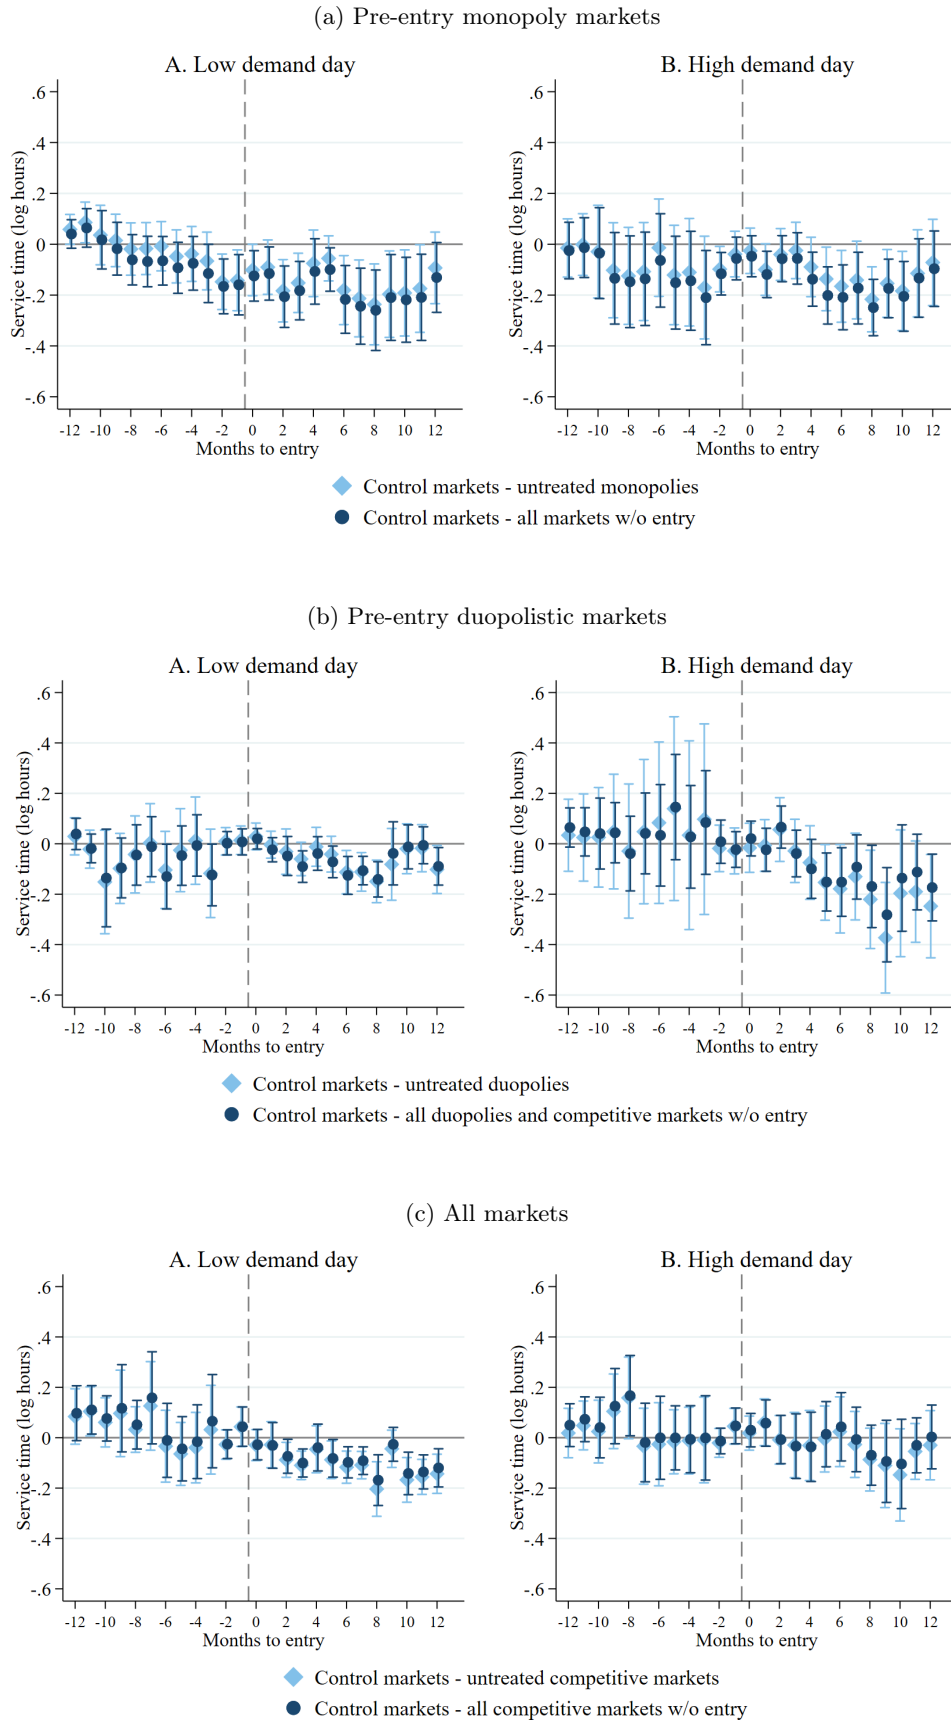 (a) Pre-entry monopoly markets
A. Low demand day
B. High demand day
Service time (log hours)
.6
.4
.2
0
-.2
-.4
-.6
-12 -10 -8 -6 -4 -2 0 2 4 6 8 10 12
Months to entry
Service time (log hours)
.6
.4
.2
0
-.2
-.4
-.6
-12 -10 -8 -6 -4 -2 0 2 4 6 8 10 12
Months to entry
Control markets - untreated monopolies
Control markets - all markets w/o entry
(b) Pre-entry duopolistic markets
A. Low demand day
B. High demand day
Service time (log hours)
.6
.4
.2
0
-.2
-.4
-.6
-12 -10 -8 -6 -4 -2 0 2 4 6 8 10 12
Months to entry
Service time (log hours)
.6
.4
.2
0
-.2
-.4
-.6
-12 -10 -8 -6 -4 -2 0 2 4 6 8 10 12
Months to entry
Control markets - untreated duopolies
Control markets - all duopolies and competitive markets w/o entry
(c) All markets
A. Low demand day
B. High demand day
Service time (log hours)
.6
.4
.2
0
-.2
-.4
-.6
-12 -10 -8 -6 -4 -2 0 2 4 6 8 10 12
Months to entry
Service time (log hours)
.6
.4
.2
0
-.2
-.4
-.6
-12 -10 -8 -6 -4 -2 0 2 4 6 8 10 12
Months to entry
Control markets - untreated competitive markets
Control markets - all competitive markets w/o entry